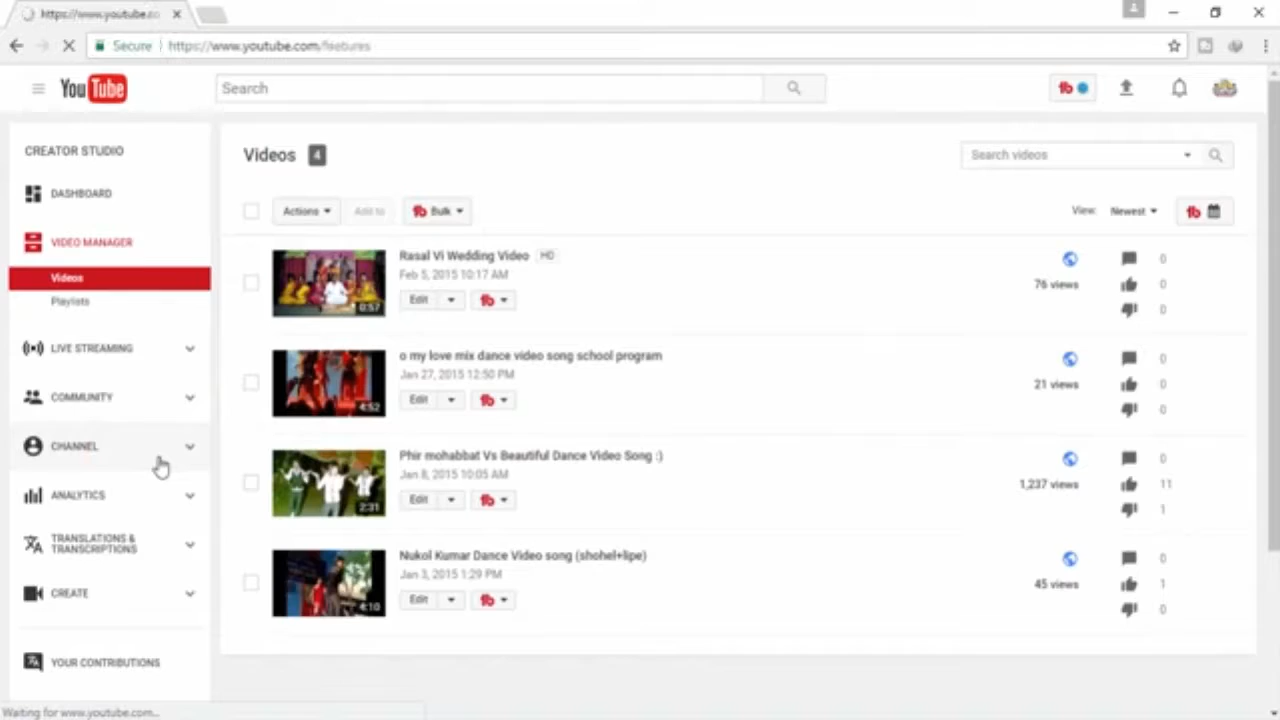 https://www.youtube.co
Secure https://www.youtube.com/
YouTube
Search
CREATOR STUDIO
DASHBOARD
VIDEO MANAGER
Videos
Playlists
LIVE STREAMING
COMMUNITY
CHANNEL
ANALYTICS
TRANSLATIONS &
TRANSCRIPTIONS
CREATE
YOUR CONTRIBUTIONS
Videos 4
Search videos
Actions Add to Bulk
View: Newest
Rasal Vi Wedding Video HD
Feb 5, 2015 10:17 AM
Edit
0:57
76 views
0
0
0
o my love mix dance video song school program
Jan 27, 2015 12:50 PM
Edit
4:52
21 views
0
0
0
Phir mohabbat Vs Beautiful Dance Video Song :)
Jan 8, 2015 10:05 AM
Edit
2:31
1,237 views
0
11
1
Nukol Kumar Dance Video song (shohel+lipe)
Jan 3, 2015 1:29 PM
Edit
4:10
45 views
0
1
0
Waiting for www.youtube.com...